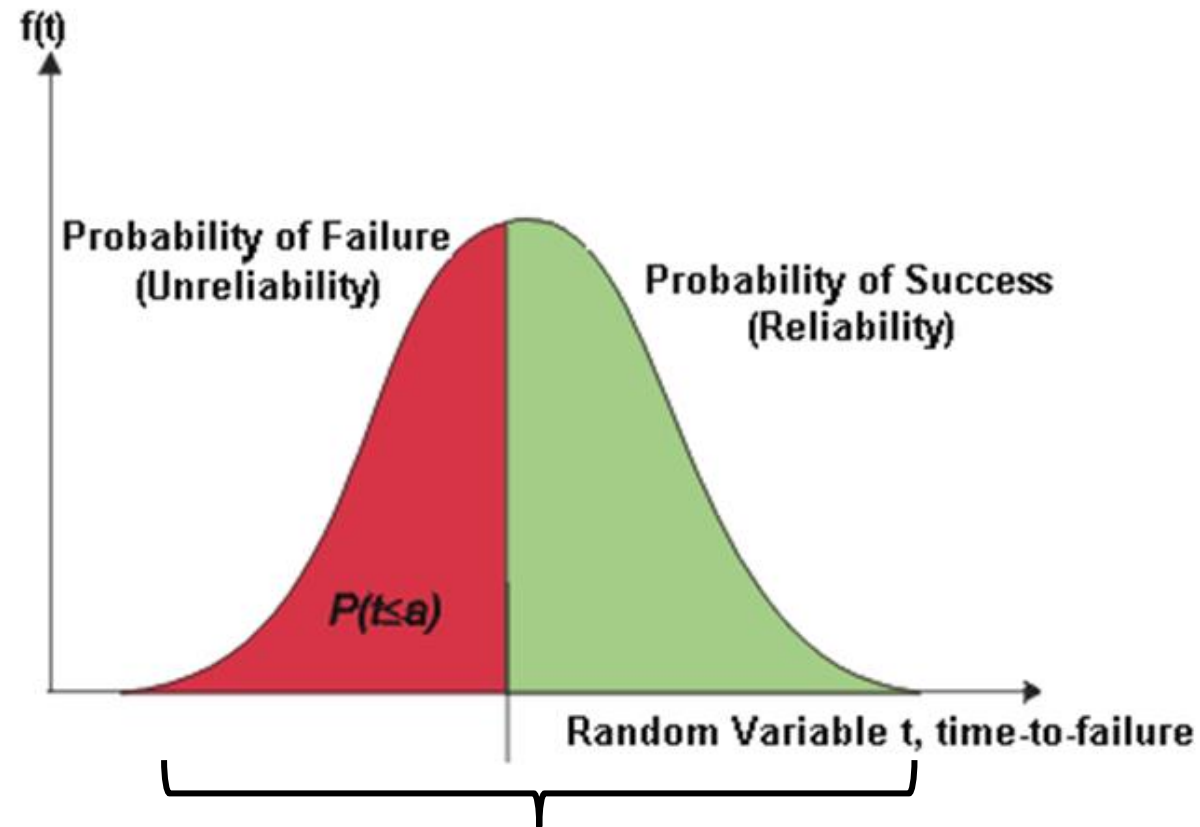 f(t)
Probability of Failure
(Unreliability)
Probability of Success
(Reliability)
P(t≤a)
Random Variable t, time-to-failure